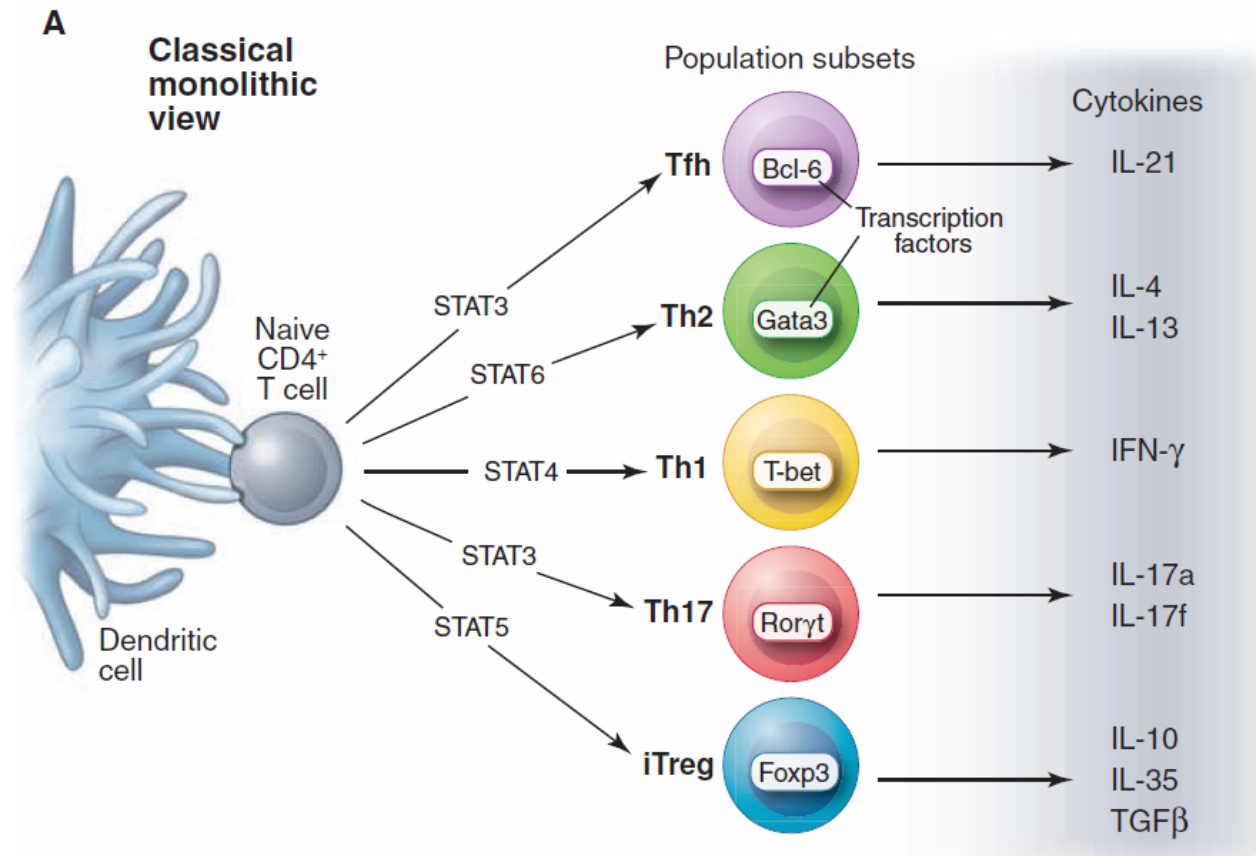 A
Classical
monolithic
view
Population subsets
Cytokines
Naive
CD4⁺
T cell
Dendritic
cell
STAT3
Tfh
Bcl-6
IL-21
Transcription
factors
STAT6
Th2
Gata3
IL-4
IL-13
STAT4
Th1
T-bet
IFN-γ
STAT3
Th17
Rorγt
IL-17a
IL-17f
STAT5
iTreg
Foxp3
IL-10
IL-35
TGFβ